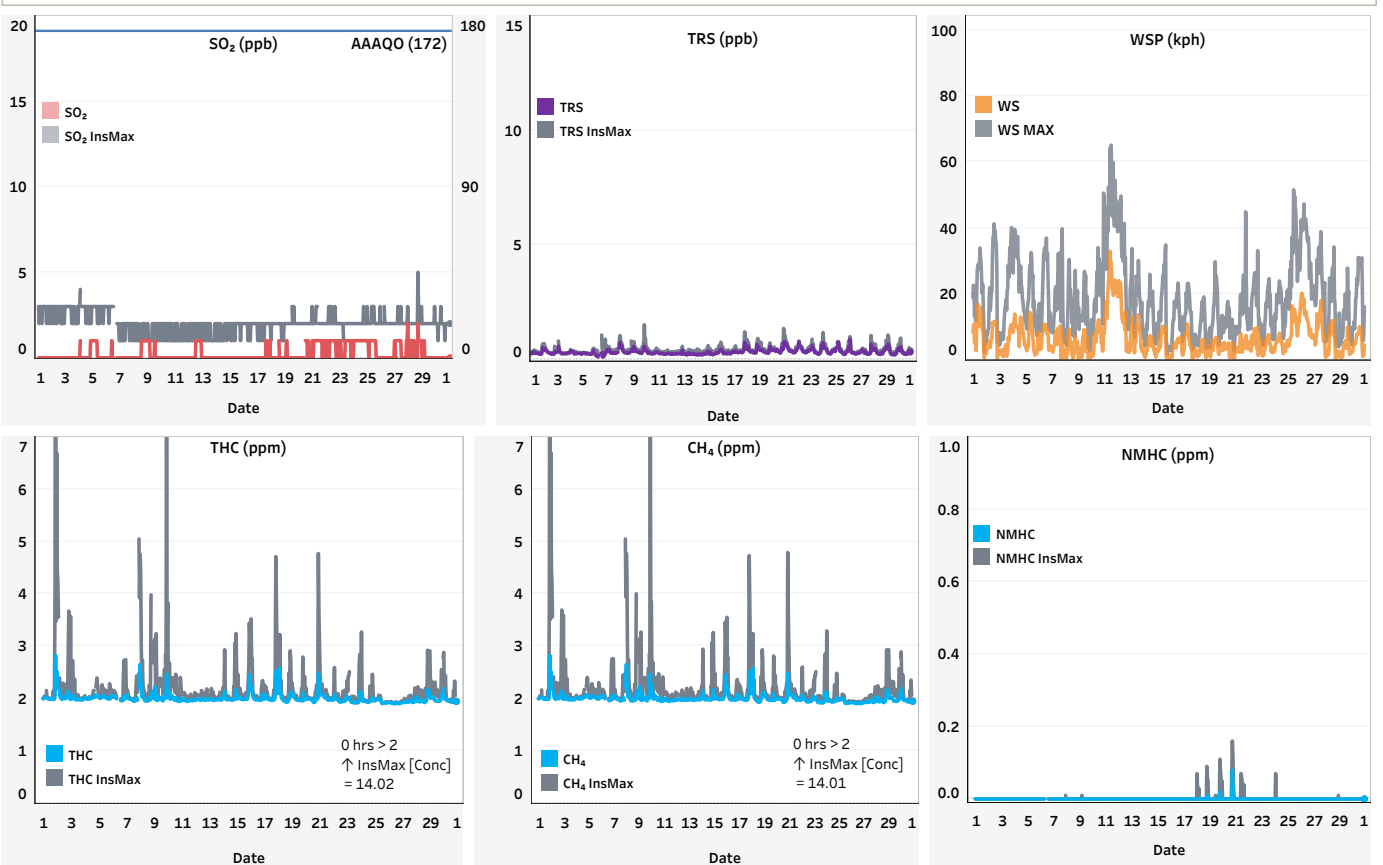 SO₂ (ppb)
AAAQO (172)
20
15
10
5
0
180
90
0
SO₂
SO₂ InsMax
1 3 5 7 9 11 13 15 17 19 21 23 25 27 29 1
Date
TRS (ppb)
15
10
5
0
TRS
TRS InsMax
1 3 5 7 9 11 13 15 17 19 21 23 25 27 29 1
Date
WSP (kph)
100
80
60
40
20
0
WS
WS MAX
1 3 5 7 9 11 13 15 17 19 21 23 25 27 29 1
Date
THC (ppm)
7
6
5
4
3
2
1
0
THC
THC InsMax
0 hrs > 2
↑ InsMax [Conc]
= 14.02
1 3 5 7 9 11 13 15 17 19 21 23 25 27 29 1
Date
CH₄ (ppm)
7
6
5
4
3
2
1
0
CH₄
CH₄ InsMax
0 hrs > 2
↑ InsMax [Conc]
= 14.01
1 3 5 7 9 11 13 15 17 19 21 23 25 27 29 1
Date
NMHC (ppm)
1.0
0.8
0.6
0.4
0.2
0.0
NMHC
NMHC InsMax
1 3 5 7 9 11 13 15 17 19 21 23 25 27 29 1
Date